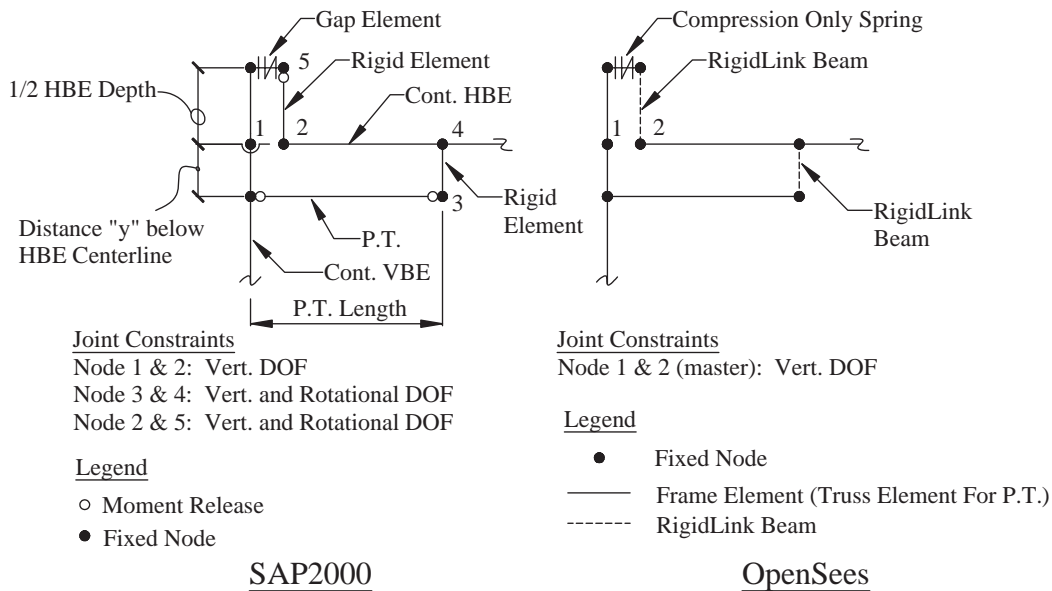 Gap Element
5
Rigid Element
1/2 HBE Depth
Cont. HBE
1
2
4
3
Rigid
Element
Distance "y" below
HBE Centerline
P.T.
Cont. VBE
P.T. Length
Joint Constraints
Node 1 & 2: Vert. DOF
Node 3 & 4: Vert. and Rotational DOF
Node 2 & 5: Vert. and Rotational DOF
Legend
Moment Release
Fixed Node
SAP2000
Compression Only Spring
RigidLink Beam
1
2
RigidLink
Beam
Joint Constraints
Node 1 & 2 (master): Vert. DOF
Legend
Fixed Node
Frame Element (Truss Element For P.T.)
RigidLink Beam
OpenSees